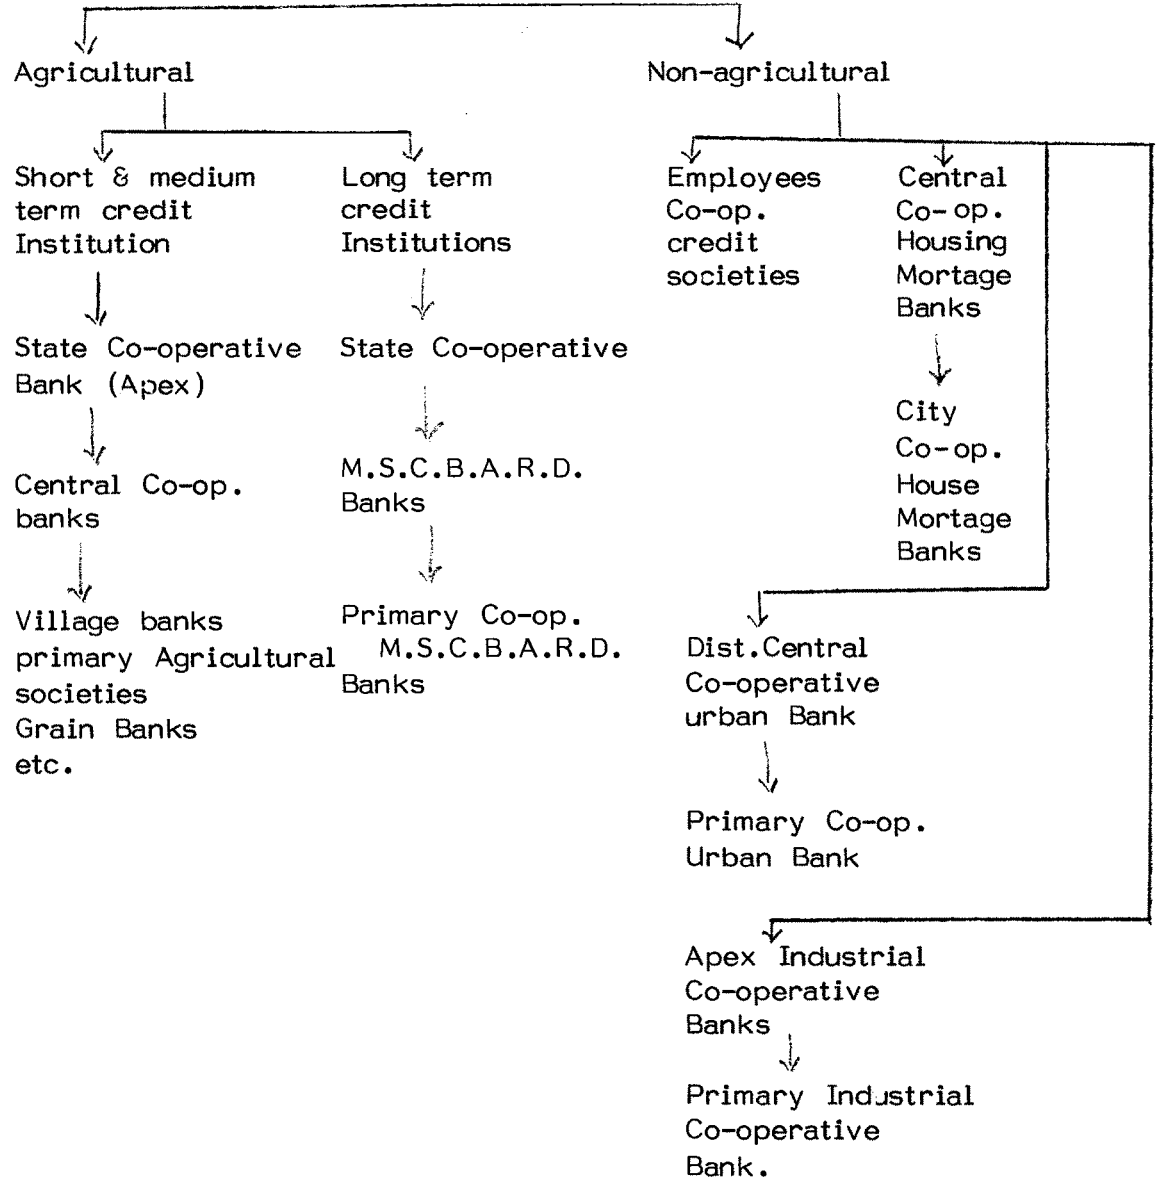 Agricultural
Non-agricultural
Short & medium
term credit
Institution
Long term
credit
Institutions
Employees
Co-op.
credit
societies
Central
Co-op.
Housing
Mortage
Banks
State Co-operative
Bank (Apex)
State Co-operative
City
Co-op.
House
Mortage
Banks
Central Co-op.
banks
M.S.C.B.A.R.D.
Banks
Village banks
primary Agricultural
societies
Grain Banks
etc.
Primary Co-op.
M.S.C.B.A.R.D.
Banks
Dist.Central
Co-operative
urban Bank
Primary Co-op.
Urban Bank
Apex Industrial
Co-operative
Banks
Primary Industrial
Co-operative
Bank.